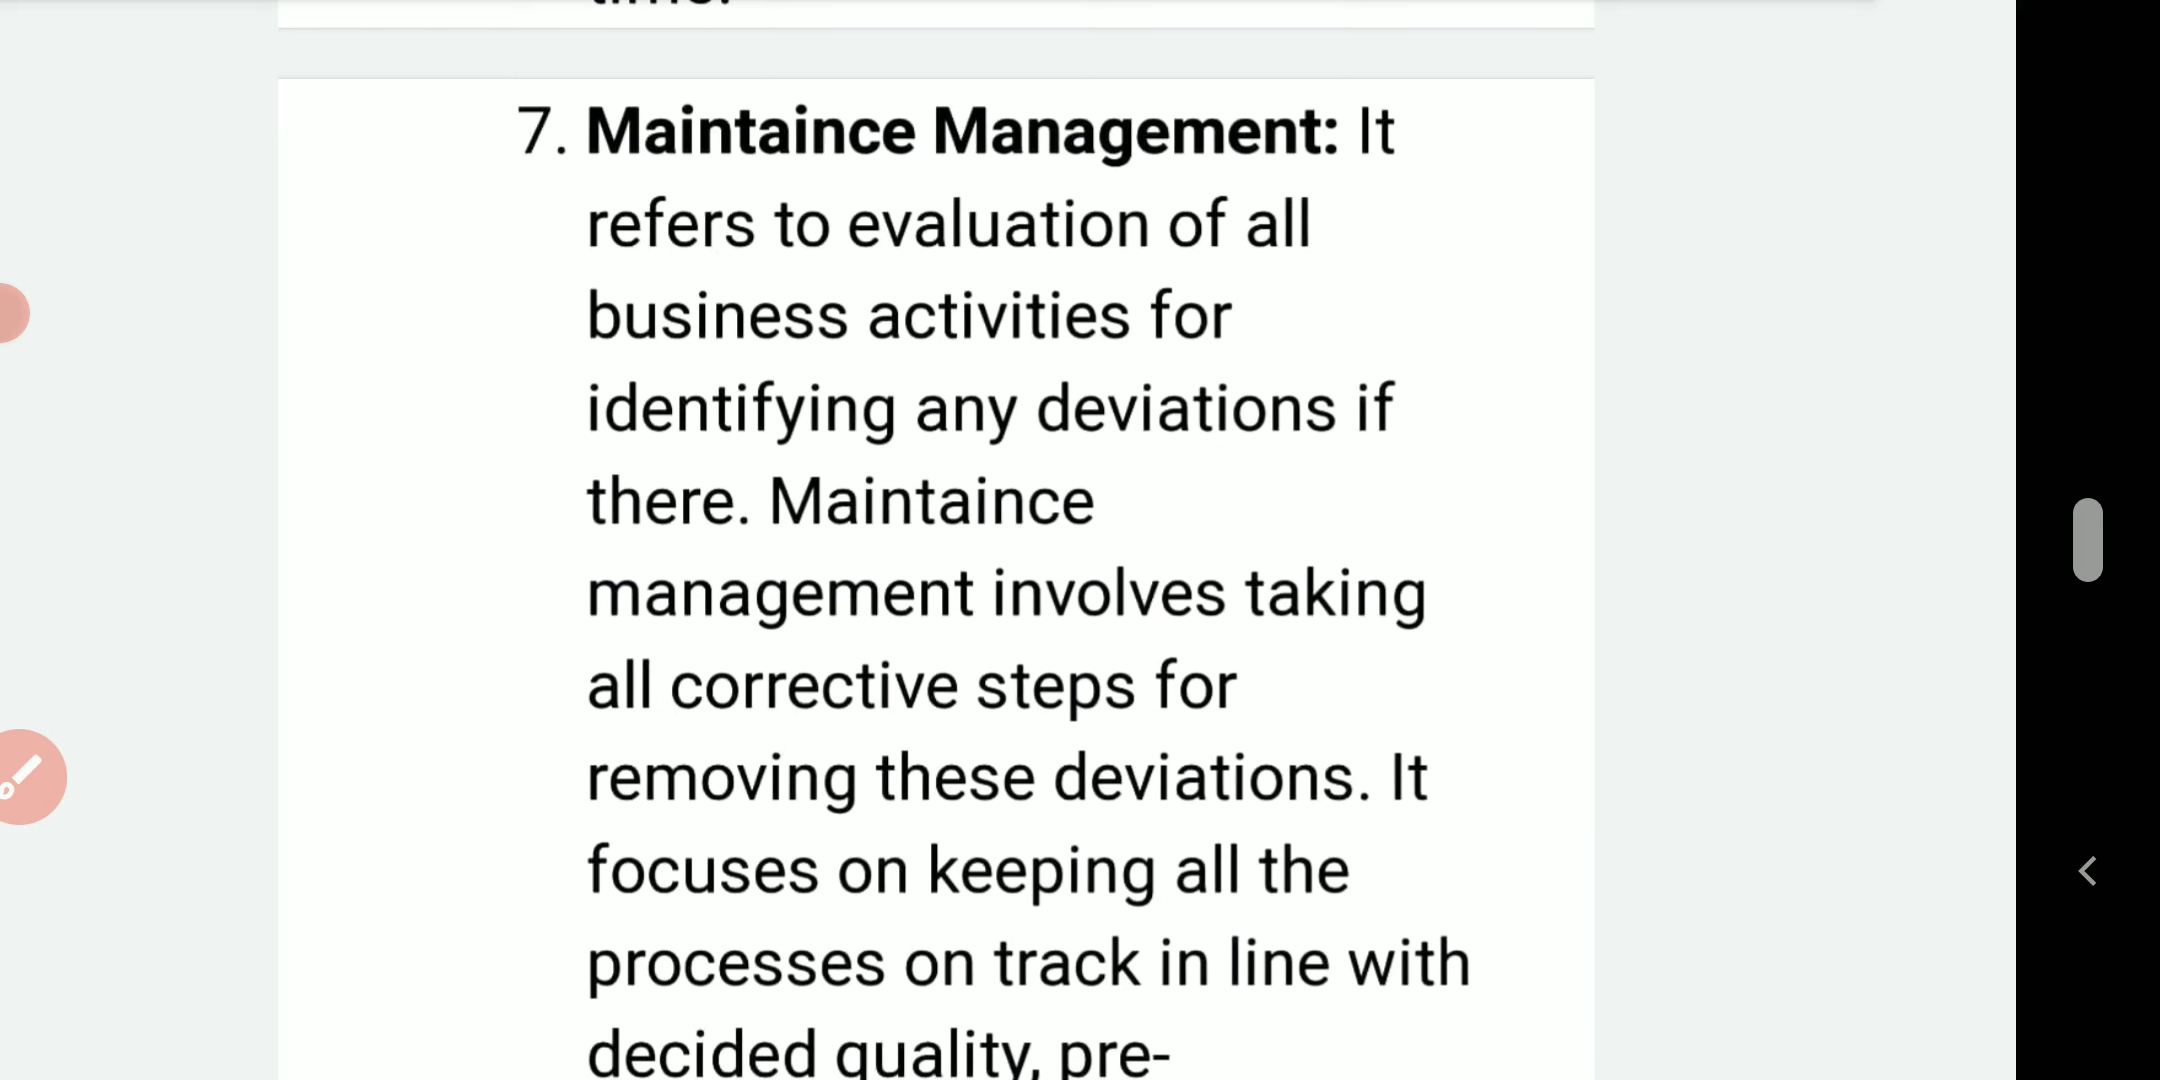 7. Maintaince Management: It
refers to evaluation of all
business activities for
identifying any deviations if
there. Maintaince
management involves taking
all corrective steps for
removing these deviations. It
focuses on keeping all the
processes on track in line with
decided quality, pre-